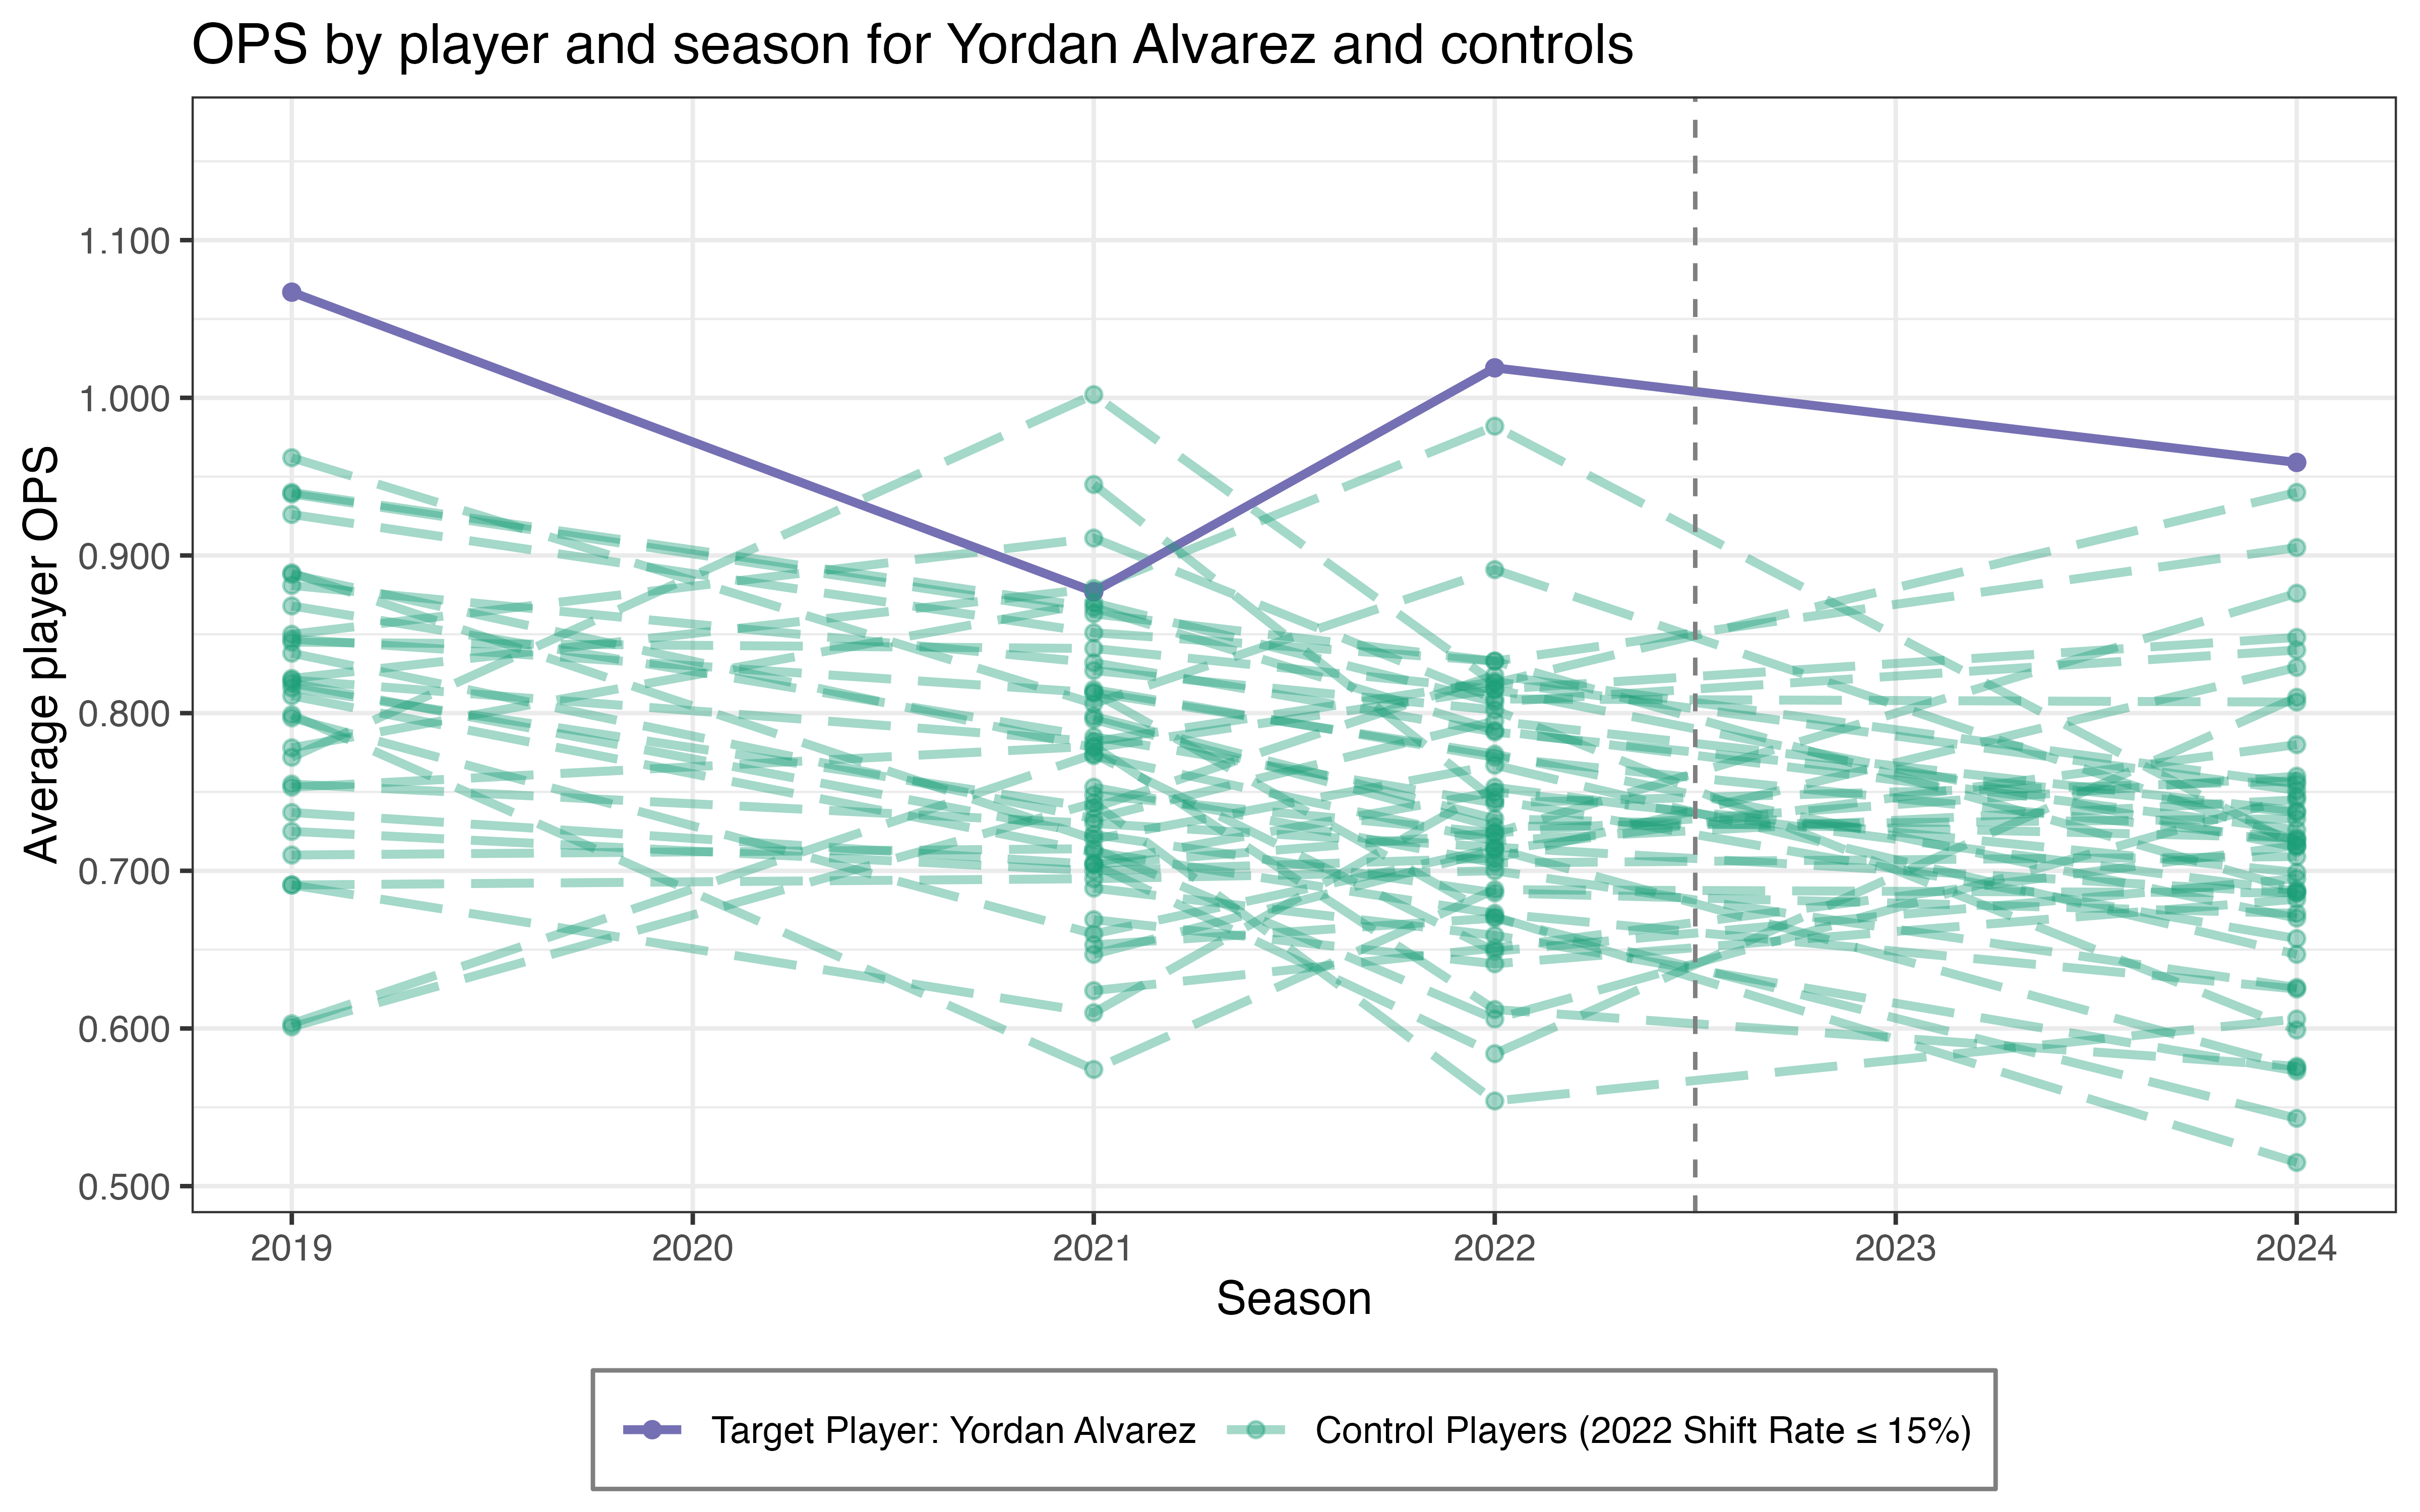 OPS by player and season for Yordan Alvarez and controls
Average player OPS
1.100
1.000
0.900
0.800
0.700
0.600
0.500
2019 2020 2021 2022 2023 2024
Season
Target Player: Yordan Alvarez Control Players (2022 Shift Rate ≤ 15%)